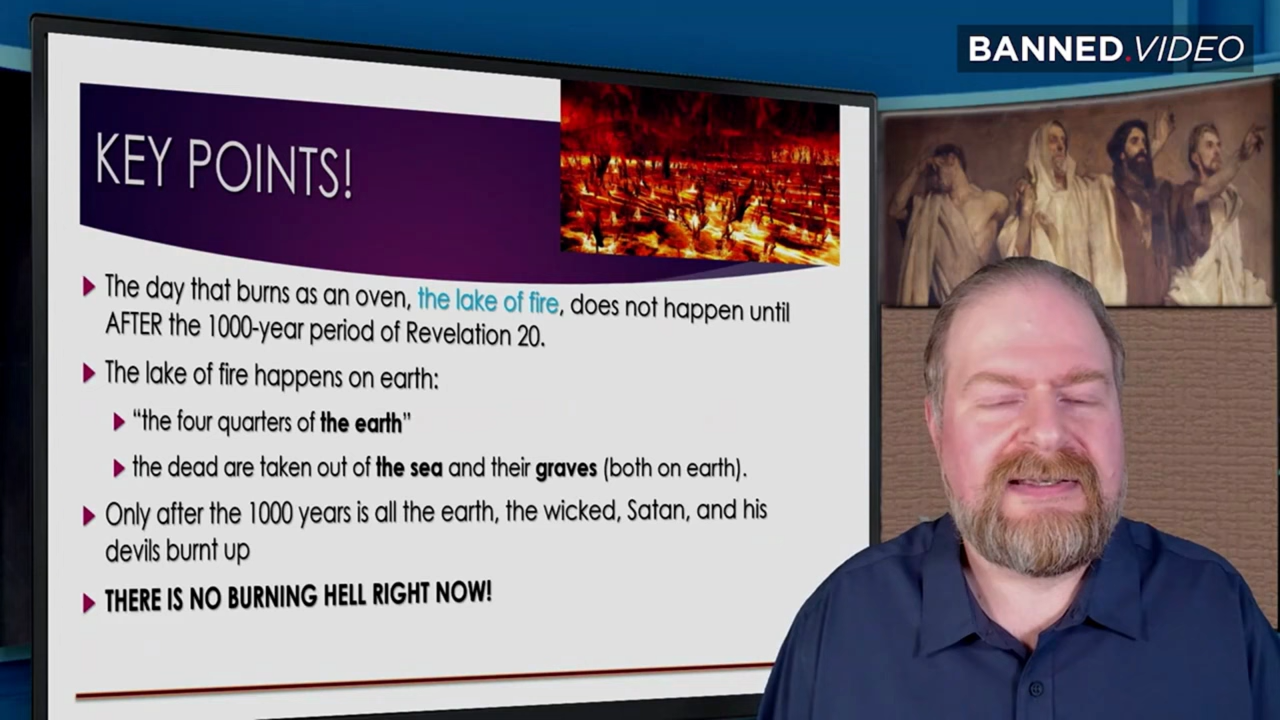 BANNED.VIDEO
KEY POINTS!
The day that burns as an oven, the lake of fire, does not happen until
AFTER the 1000-year period of Revelation 20.
The lake of fire happens on earth:
“the four quarters of the earth”
the dead are taken out of the sea and their graves (both on earth).
Only after the 1000 years is all the earth, the wicked, Satan, and his
devils burnt up
THERE IS NO BURNING HELL RIGHT NOW!